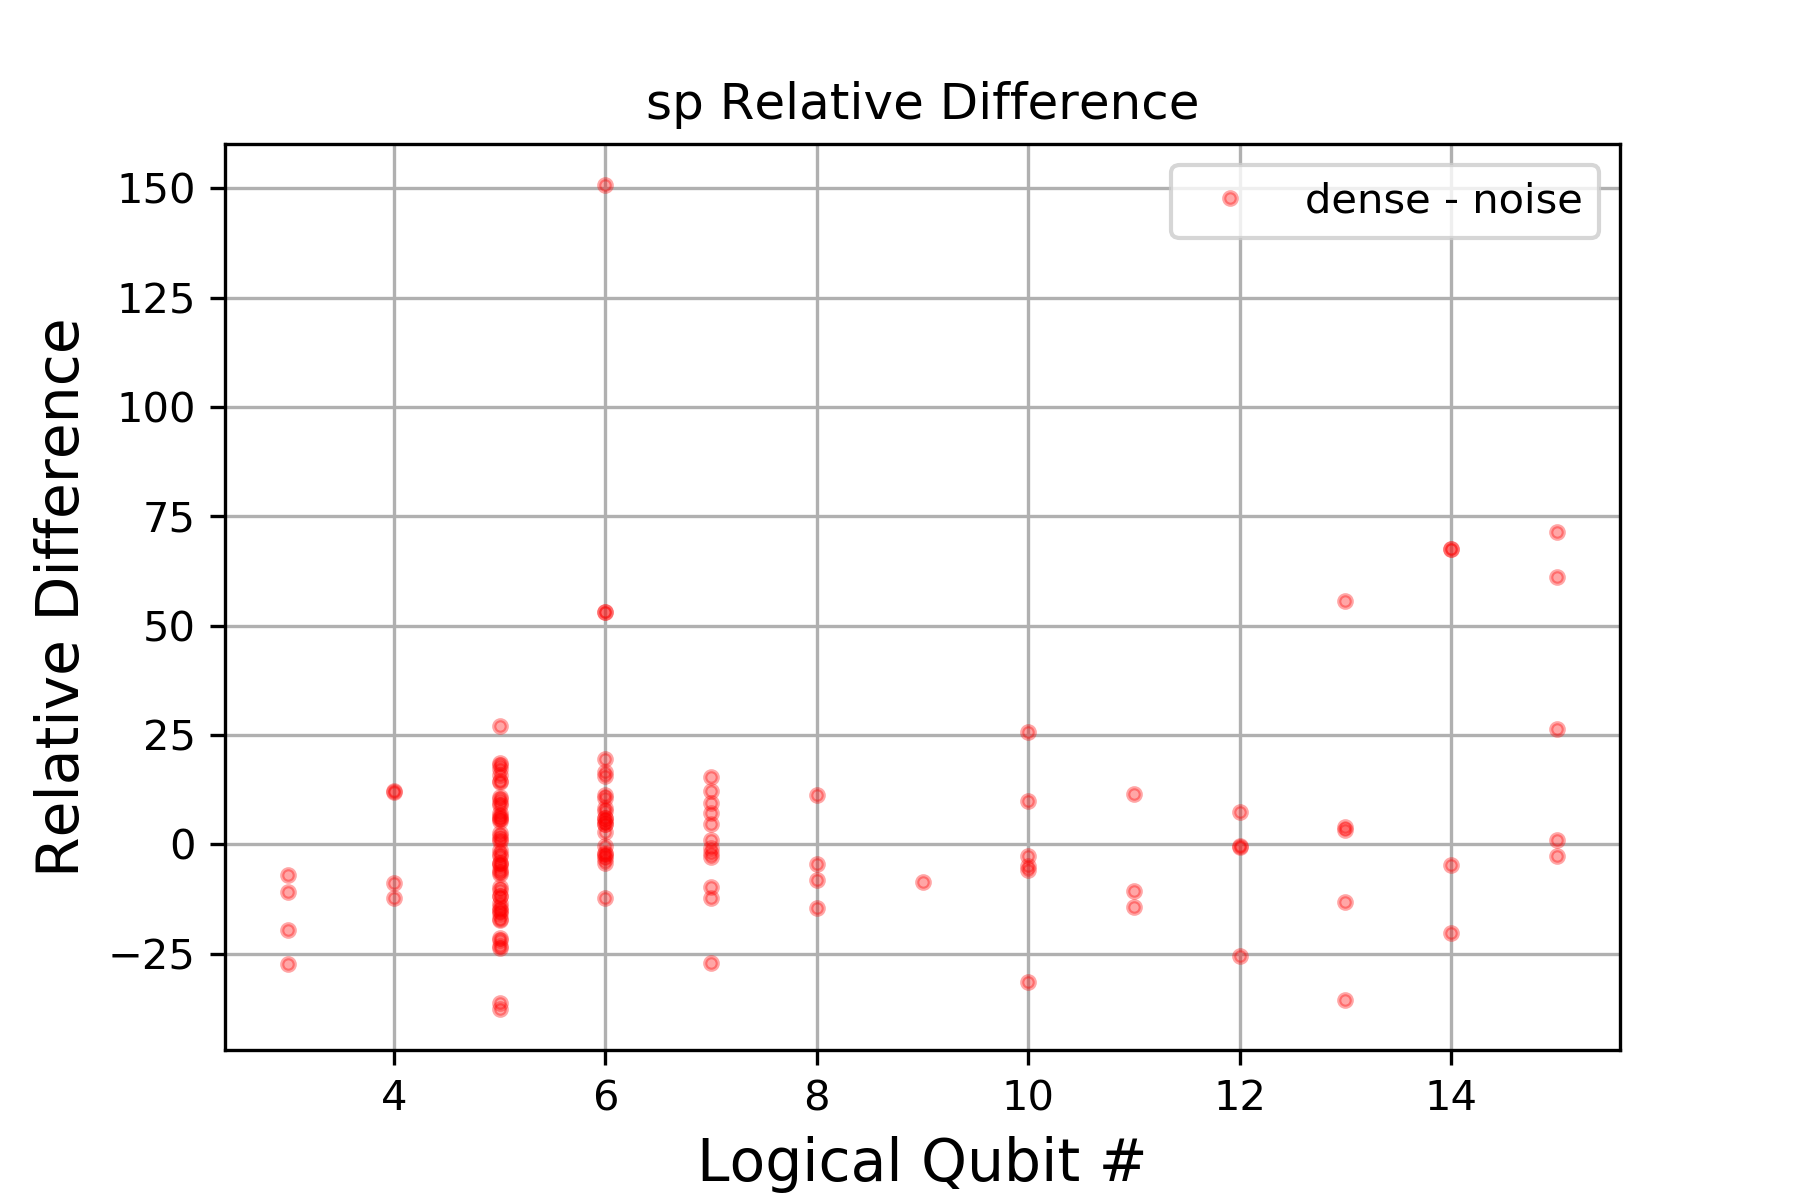 sp Relative Difference
dense - noise
Relative Difference
150
125
100
75
50
25
0
−25
4 6 8 10 12 14
Logical Qubit #